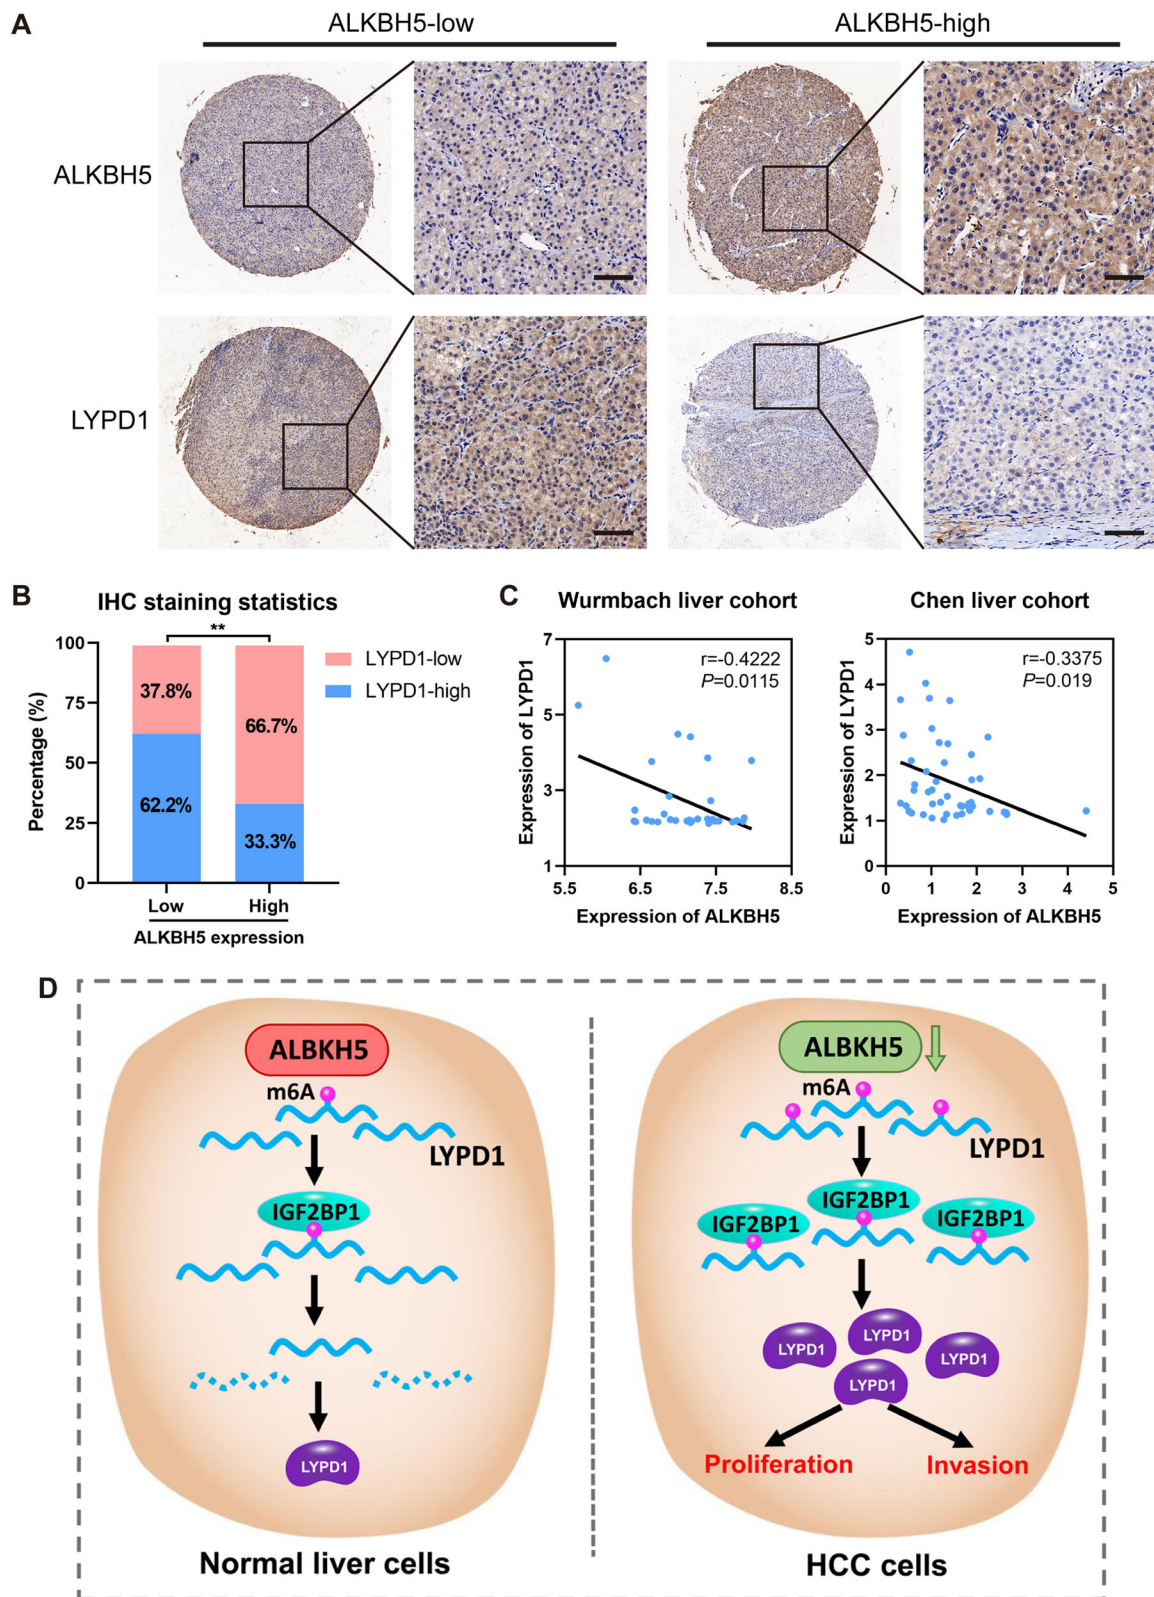 A
ALKBH5-low
ALKBH5-high
ALKBH5
LYPD1
B
IHC staining statistics
**
100
75
50
25
0
Percentage (%)
37.8%
62.2%
66.7%
33.3%
LYPD1-low
LYPD1-high
Low
High
ALKBH5 expression
C
Wurmbach liver cohort
r=-0.4222
P=0.0115
7
5
3
1
Expression of LYPD1
5.5
6.5
7.5
8.5
Expression of ALKBH5
Chen liver cohort
r=-0.3375
P=0.019
5
4
3
2
1
0
Expression of LYPD1
0
1
2
3
4
5
Expression of ALKBH5
D
ALBKH5
m6A
LYPD1
IGF2BP1
LYPD1
Normal liver cells
ALBKH5
m6A
LYPD1
IGF2BP1
IGF2BP1
IGF2BP1
LYPD1
LYPD1
LYPD1
LYPD1
Proliferation
Invasion
HCC cells